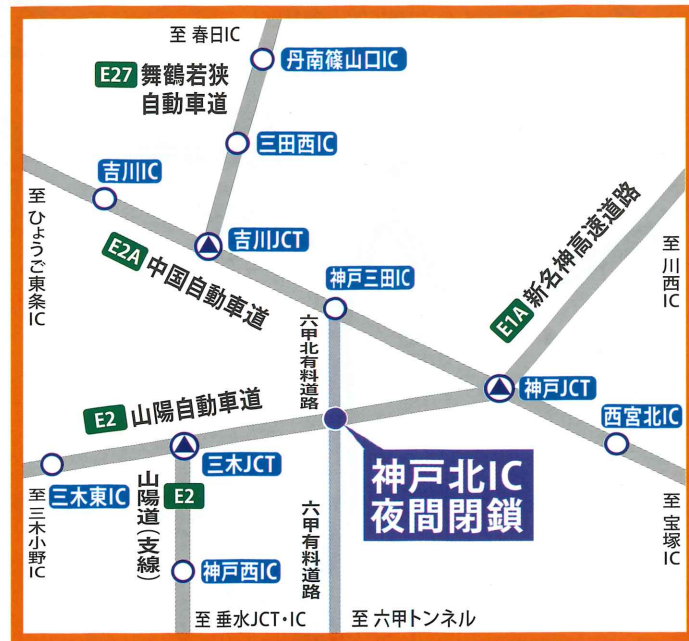 至 春日IC
丹南篠山口IC
E27 舞鶴若狭
自動車道
三田西IC
吉川IC
至 ひょうご東条IC
吉川JCT
E2A 中国自動車道
神戸三田IC
E1A 新名神高速道路
至 川西IC
六甲北有料道路
神戸JCT
E2 山陽自動車道
西宮北IC
三木JCT
三木東IC
E2
山陽道(支線)
至 三木小野IC
神戸北IC
夜間閉鎖
六甲有料道路
至 宝塚IC
神戸西IC
至 垂水JCT・IC
至 六甲トンネル